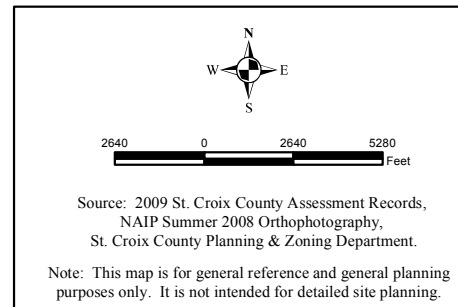 N
W E
S
2640 0 2640 5280
Feet
Source: 2009 St. Croix County Assessment Records,
NAIP Summer 2008 Orthophotography,
St. Croix County Planning & Zoning Department.
Note: This map is for general reference and general planning
purposes only. It is not intended for detailed site planning.